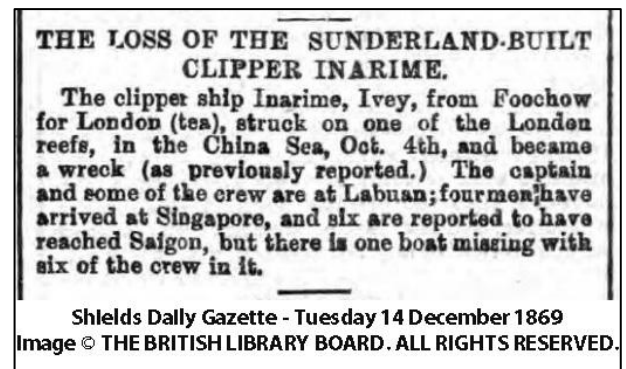 THE LOSS OF THE SUNDERLAND-BUILT
CLIPPER INARIME.
The clipper ship Inarime, Ivey, from Foochow
for London (tea), struck on one of the London
reefs, in the China Sea, Oct. 4th, and became
a wreck (as previously reported.) The captain
and some of the crew are at Labuan; four men have
arrived at Singapore, and six are reported to have
reached Saigon, but there is one boat missing with
six of the crew in it.
Shields Daily Gazette - Tuesday 14 December 1869
Image © THE BRITISH LIBRARY BOARD. ALL RIGHTS RESERVED.